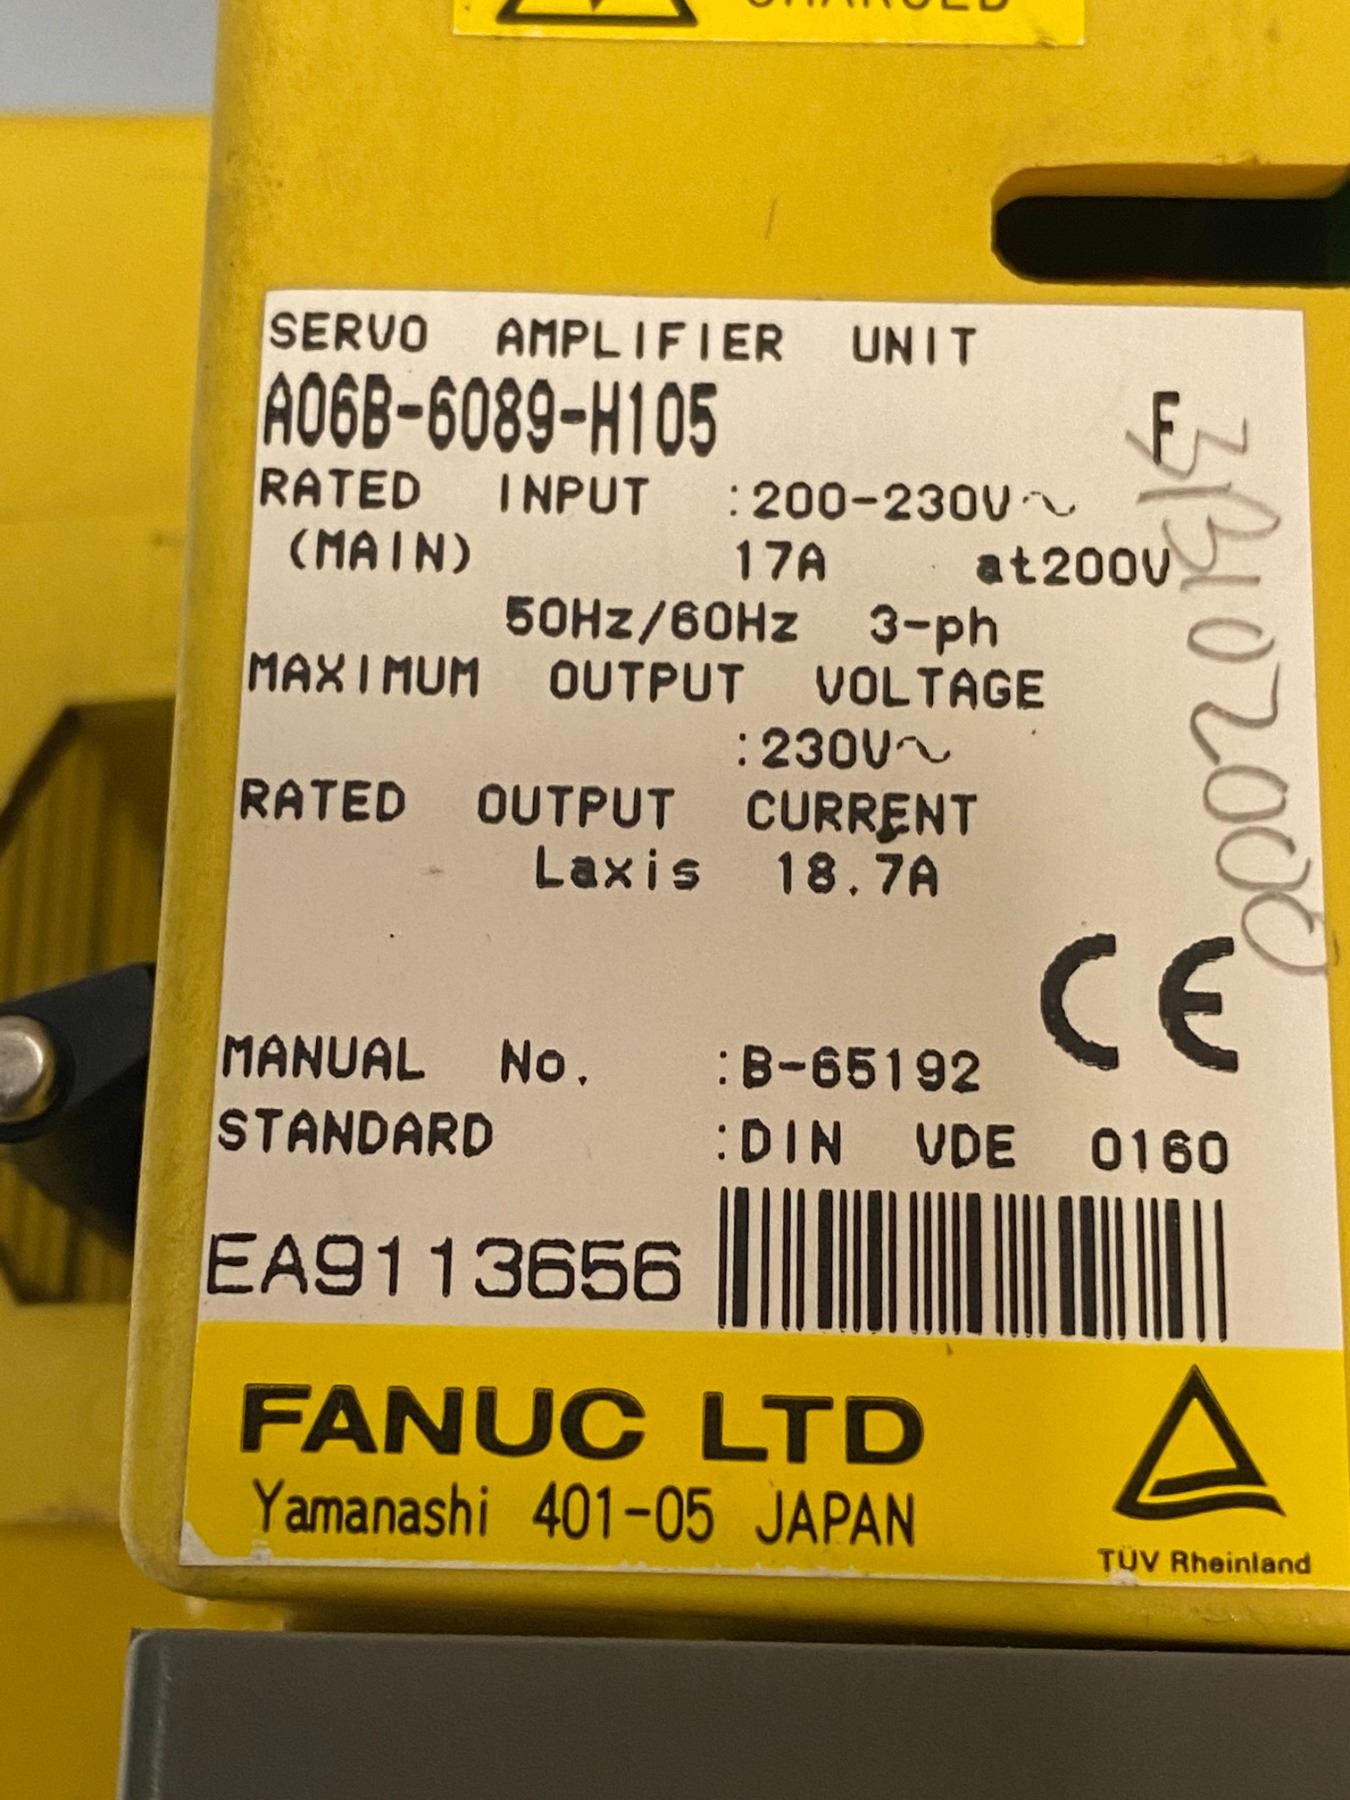 CHARGED
SERVO AMPLIFIER UNIT
A06B-6089-H105 F
RATED INPUT :200-230V~
(MAIN) 17A at200V
50Hz/60Hz 3-ph
MAXIMUM OUTPUT VOLTAGE
:230V~
RATED OUTPUT CURRENT
Laxis 18.7A
CE
MANUAL No. :B-65192
STANDARD :DIN VDE 0160
EA9113656
FANUC LTD
Yamanashi 401-05 JAPAN
TÜV Rheinland